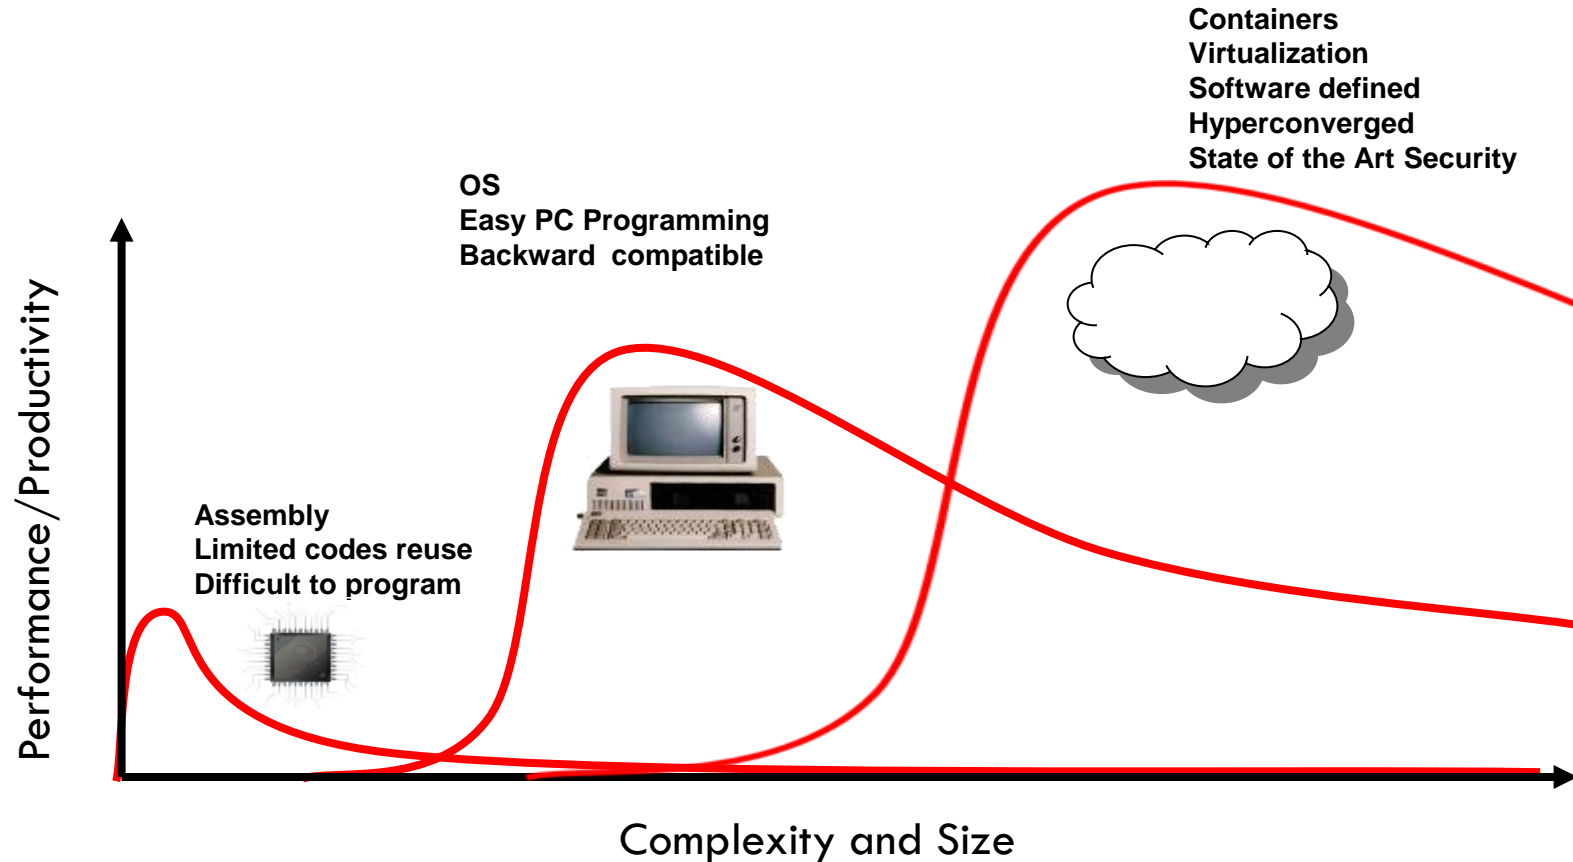 Containers
Virtualization
Software defined
Hyperconverged
State of the Art Security
OS
Easy PC Programming
Backward compatible
Assembly
Limited codes reuse
Difficult to program
Performance/Productivity
Complexity and Size